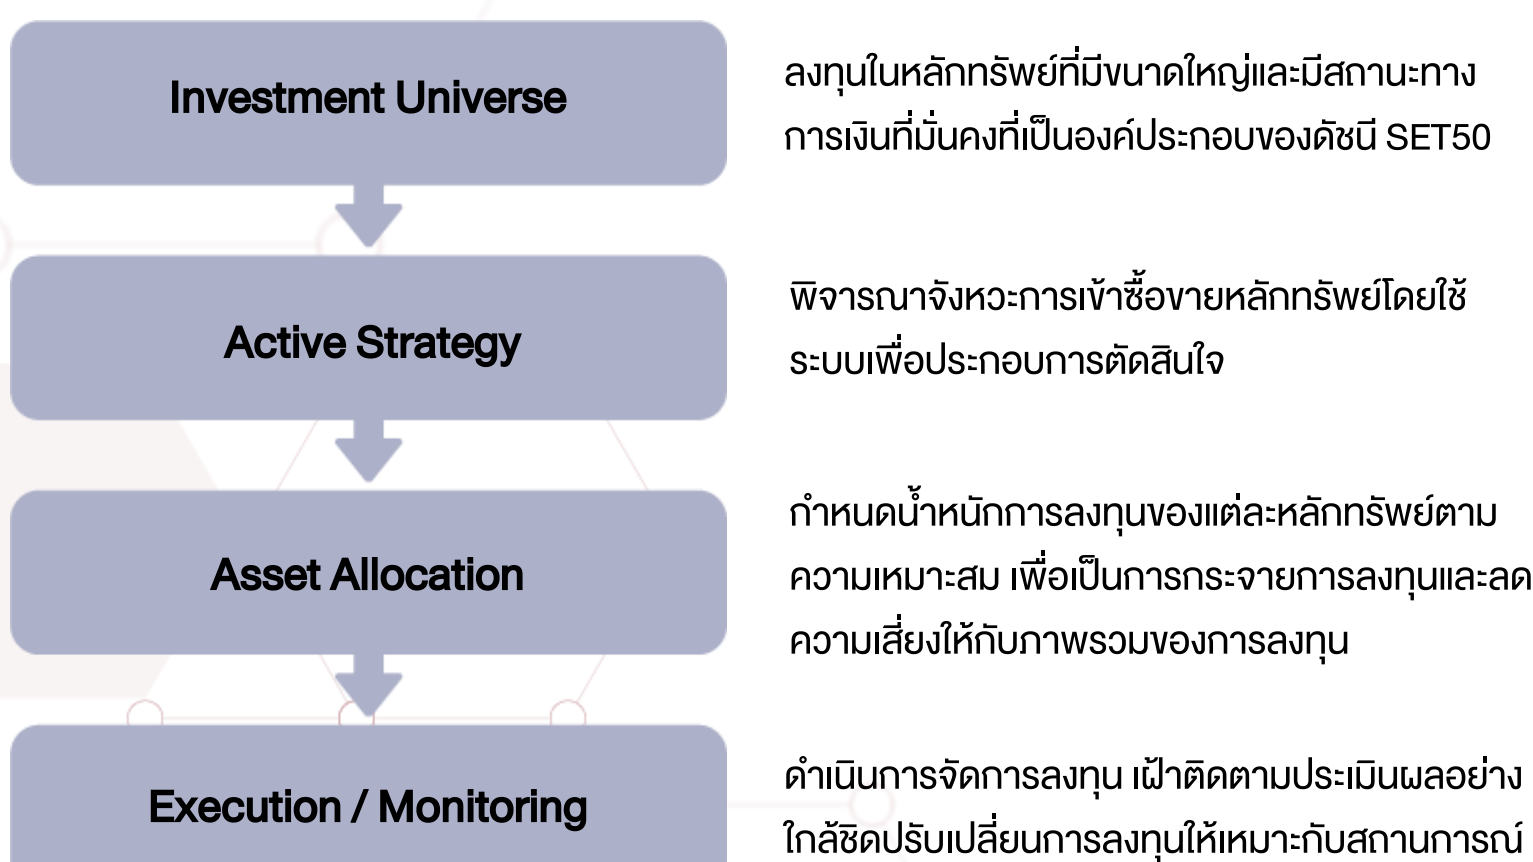 Investment Universe
ลงทุนในหลักทรัพย์ที่มีขนาดใหญ่และมีสถานะทาง
การเงินที่มั่นคงที่เป็นองค์ประกอบของดัชนี SET50
Active Strategy
พิจารณาจังหวะการเข้าซื้อขายหลักทรัพย์โดยใช้
ระบบเพื่อประกอบการตัดสินใจ
Asset Allocation
กำหนดน้ำหนักการลงทุนของแต่ละหลักทรัพย์ตาม
ความเหมาะสม เพื่อเป็นการกระจายการลงทุนและลด
ความเสี่ยงให้กับภาพรวมของการลงทุน
Execution / Monitoring
ดำเนินการจัดการลงทุน เฝ้าติดตามประเมินผลอย่าง
ใกล้ชิดปรับเปลี่ยนการลงทุนให้เหมาะกับสถานการณ์